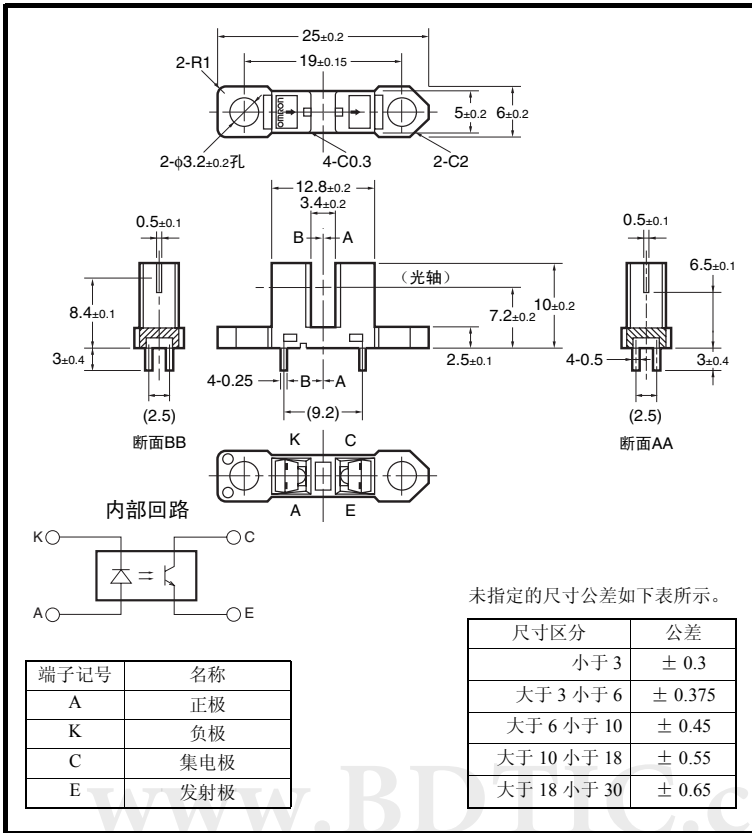 25±0.2
19±0.15
2-R1
omron
5±0.2
6±0.2
2-φ3.2±0.2孔
4-C0.3
2-C2
12.8±0.2
3.4±0.2
B A
0.5±0.1
0.5±0.1
(光轴)
6.5±0.1
8.4±0.1
7.2±0.2
10±0.2
3±0.4
2.5±0.1
4-0.5
3±0.4
4-0.25
B A
(2.5)
(9.2)
(2.5)
断面BB
断面AA
K C
A E
内部回路
K C
A E
未指定的尺寸公差如下表所示。
尺寸区分 公差
小于 3 ± 0.3
大于 3 小于 6 ± 0.375
大于 6 小于 10 ± 0.45
大于 10 小于 18 ± 0.55
大于 18 小于 30 ± 0.65
端子记号 名称
A 正极
K 负极
C 集电极
E 发射极
www.BDTIC.c